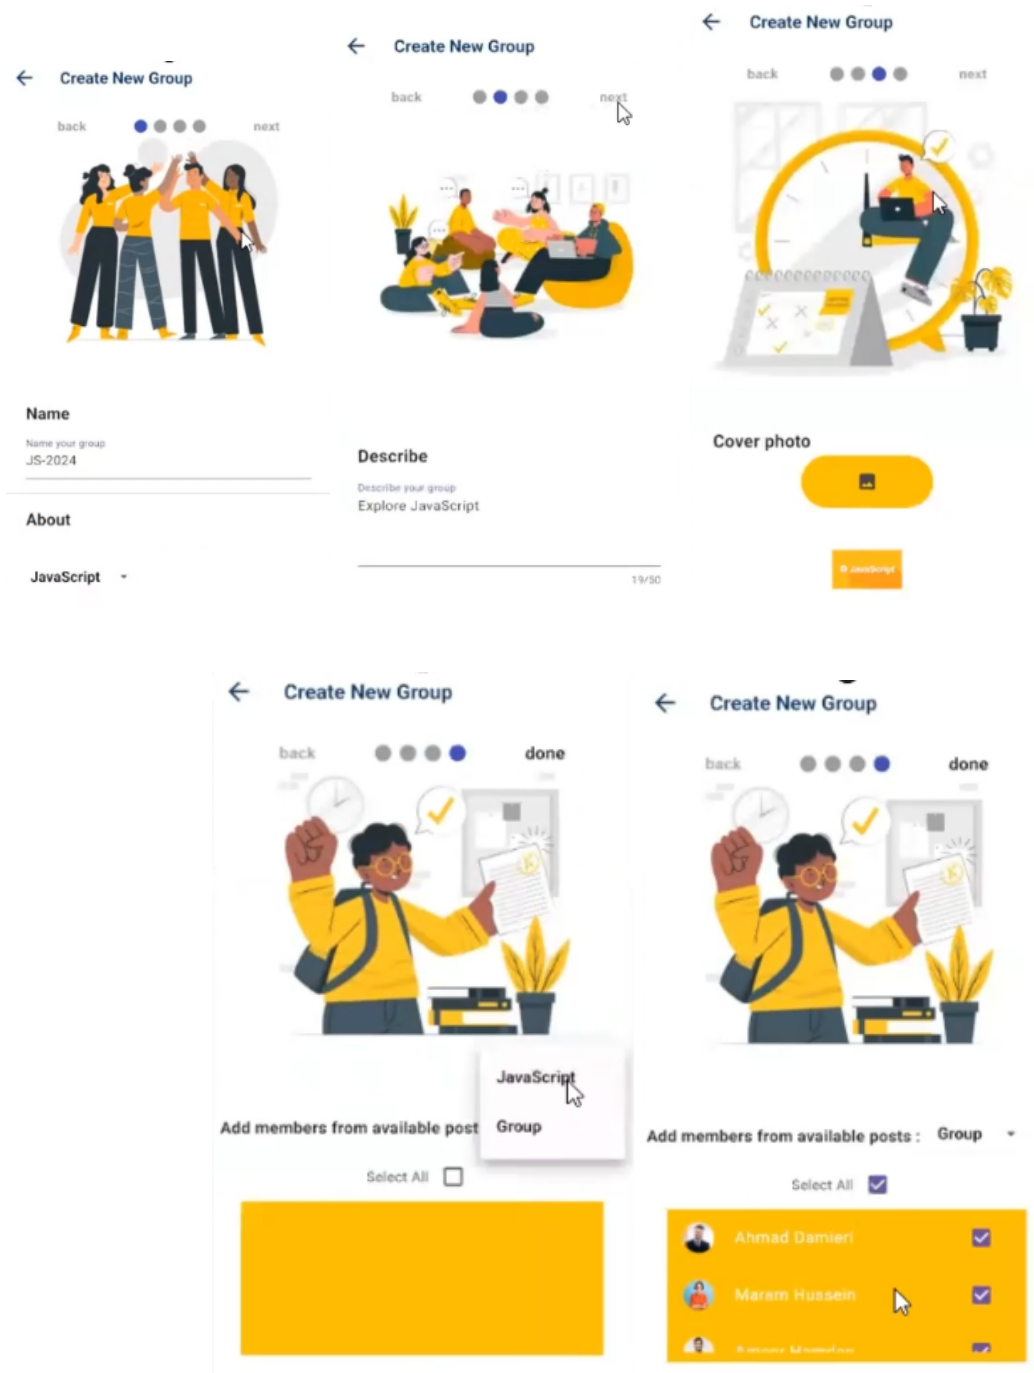 Create New Group
back
next
Name
Name your group
JS-2024
About
JavaScript
Create New Group
back
next
Describe
Describe your group
Explore JavaScript
19/50
Create New Group
back
next
Cover photo
JavaScript
Create New Group
back
done
JavaScript
Group
Add members from available post
Select All
Create New Group
back
done
Add members from available posts : Group
Select All
Ahmad Damieri
Maram Hussein